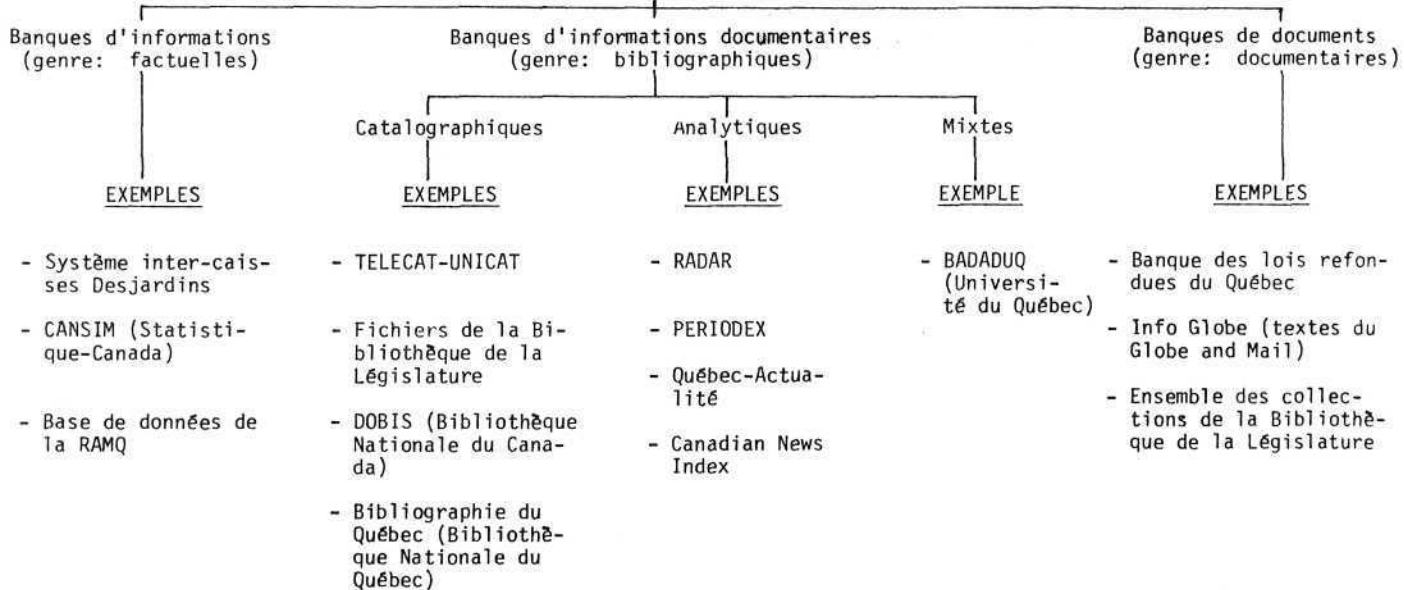 Banques d'informations
(genre: factuelles)
Banques d'informations documentaires
(genre: bibliographiques)
Banques de documents
(genre: documentaires)
Catalographiques
Analytiques
Mixtes
EXEMPLES
EXEMPLES
EXEMPLES
EXEMPLE
EXEMPLES
- Système inter-cais-
ses Desjardins
- CANSIM (Statisti-
que-Canada)
- Base de données de
la RAMQ
- TELECAT-UNICAT
- Fichiers de la Bi-
bliothèque de la
Législature
- DOBIS (Bibliothèque
Nationale du Cana-
da)
- Bibliographie du
Québec (Bibliothè-
que Nationale du
Québec)
- RADAR
- PERIODEX
- Québec-Actua-
lité
- Canadian News
Index
- BADADUQ
(Universi-
té du Québec)
- Banque des lois refon-
dues du Québec
- Info Globe (textes du
Globe and Mail)
- Ensemble des collec-
tions de la Bibliothè-
que de la Législature